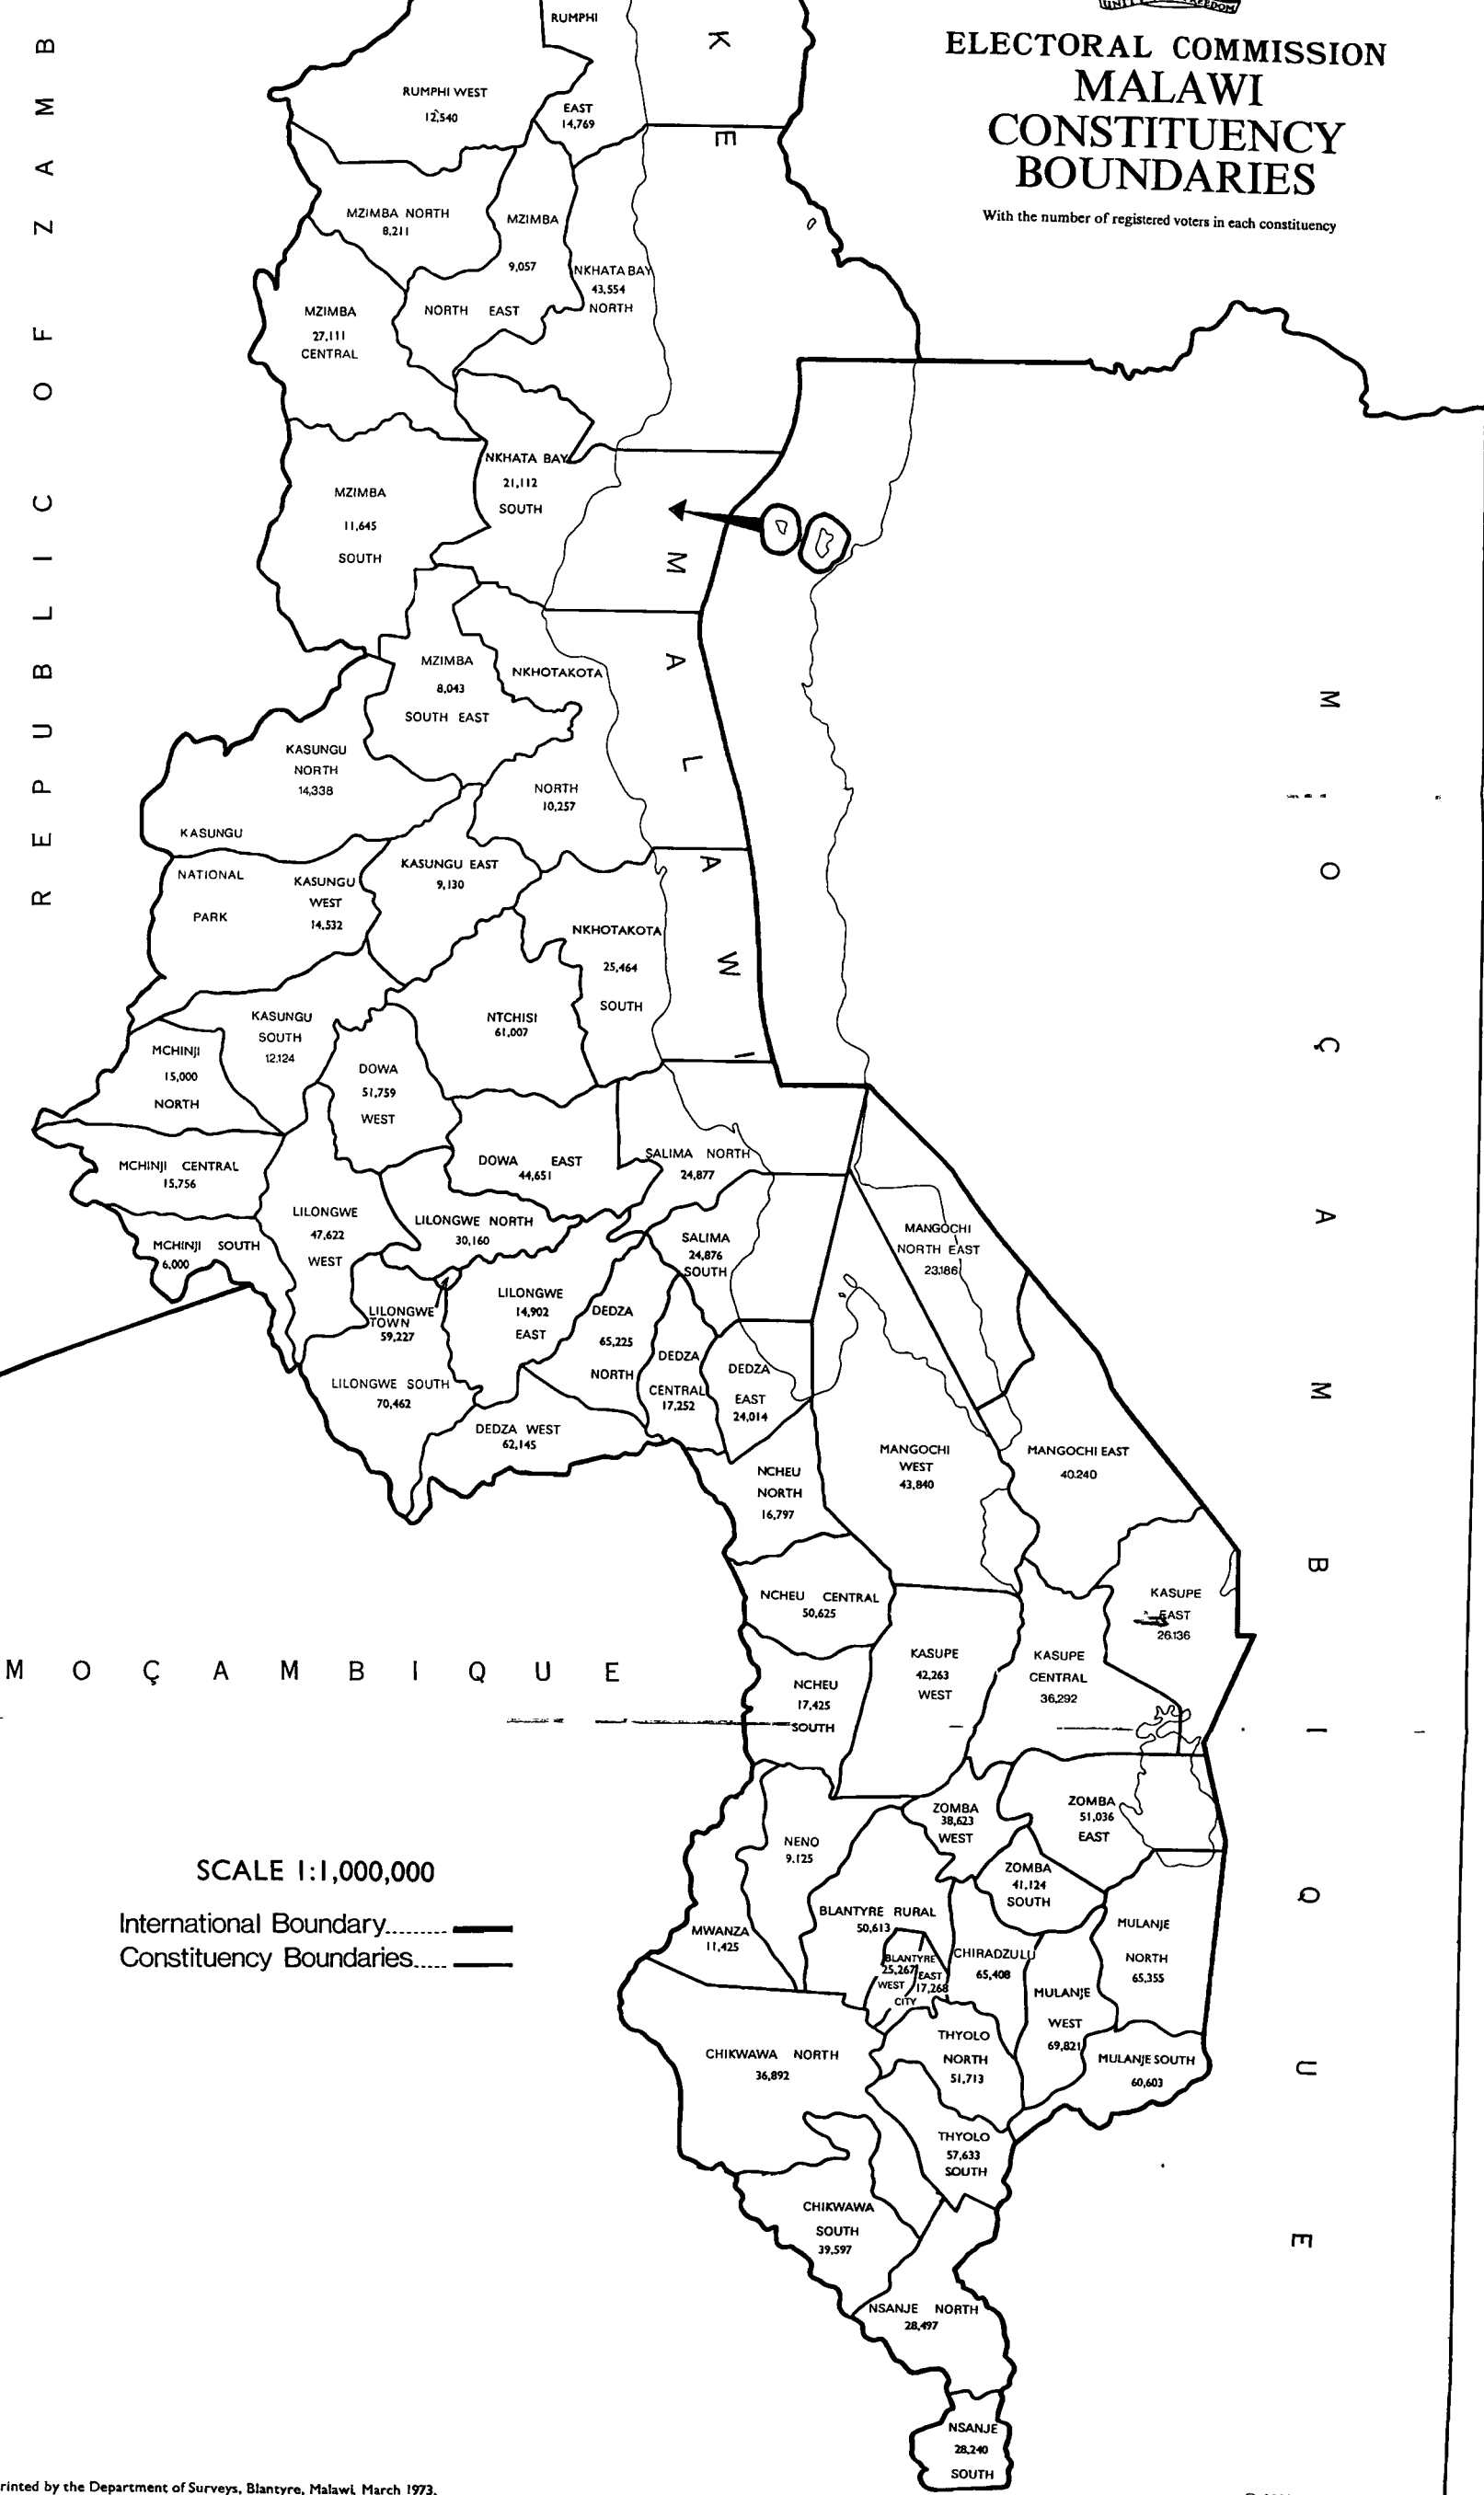 UNITY
FREEDOM
ELECTORAL COMMISSION
MALAWI
CONSTITUENCY
BOUNDARIES
With the number of registered voters in each constituency
REPUBLIC OF ZAMB
K E
MALAWI
MOÇAMBIQUE
MOÇAMBIQUE
RUMPHI
EAST
14,769
RUMPHI WEST
12,540
MZIMBA NORTH
8,211
MZIMBA
9,057
NORTH EAST
NKHATA BAY
43,554
NORTH
MZIMBA
27,111
CENTRAL
NKHATA BAY
21,112
SOUTH
MZIMBA
11,645
SOUTH
MZIMBA
8,043
SOUTH EAST
NKHOTAKOTA
NORTH
10,257
KASUNGU
NORTH
14,338
KASUNGU
NATIONAL
PARK
KASUNGU
WEST
14,532
KASUNGU EAST
9,130
NKHOTAKOTA
25,464
SOUTH
KASUNGU
SOUTH
12,124
NTCHISI
61,007
MCHINJI
15,000
NORTH
DOWA
51,759
WEST
MCHINJI CENTRAL
15,756
DOWA EAST
44,651
SALIMA NORTH
24,877
MCHINJI SOUTH
6,000
LILONGWE
47,622
WEST
LILONGWE NORTH
30,160
SALIMA
24,876
SOUTH
MANGOCHI
NORTH EAST
23,186
LILONGWE
TOWN
59,227
LILONGWE
14,902
EAST
DEDZA
65,225
NORTH
DEDZA
CENTRAL
17,252
DEDZA
EAST
24,014
LILONGWE SOUTH
70,462
DEDZA WEST
62,145
MANGOCHI
WEST
43,840
MANGOCHI EAST
40,240
NCHEU
NORTH
16,797
NCHEU CENTRAL
50,625
KASUPE
EAST
26,136
KASUPE
42,263
WEST
KASUPE
CENTRAL
36,292
NCHEU
17,425
SOUTH
ZOMBA
38,623
WEST
ZOMBA
51,036
EAST
NENO
9,125
ZOMBA
41,124
SOUTH
BLANTYRE RURAL
50,613
MWANZA
11,425
BLANTYRE
25,267
WEST
EAST
17,268
CITY
CHIRADZULU
65,408
MULANJE
NORTH
65,355
MULANJE
WEST
69,821
CHIKWAWA NORTH
36,892
THYOLO
NORTH
51,713
MULANJE SOUTH
60,603
THYOLO
57,633
SOUTH
CHIKWAWA
SOUTH
39,597
NSANJE NORTH
28,497
NSANJE
28,240
SOUTH
SCALE 1:1,000,000
International Boundary
Constituency Boundaries
rinted by the Department of Surveys, Blantyre, Malawi, March 1973.